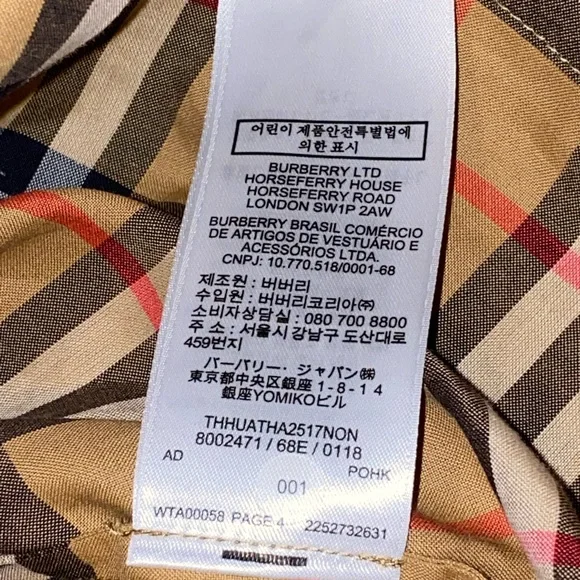 어린이 제품안전특별법에
의한 표시
BURBERRY LTD
HORSEFERRY HOUSE
HORSEFERRY ROAD
LONDON SW1P 2AW
BURBERRY BRASIL COMÉRCIO
DE ARTIGOS DE VESTUÁRIO E
ACESSÓRIOS LTDA.
CNPJ: 10.770.518/0001-68
제조원 : 버버리
수입원 : 버버리코리아㈜
소비자상담실 : 080 700 8800
주 소 : 서울시 강남구 도산대로
459번지
バーバリー・ジャパン㈱
東京都中央区銀座1-8-14
銀座YOMIKOビル
THHUATHA2517NON
8002471 / 68E / 0118
AD
POHK
001
WTA00058 PAGE 4 2252732631